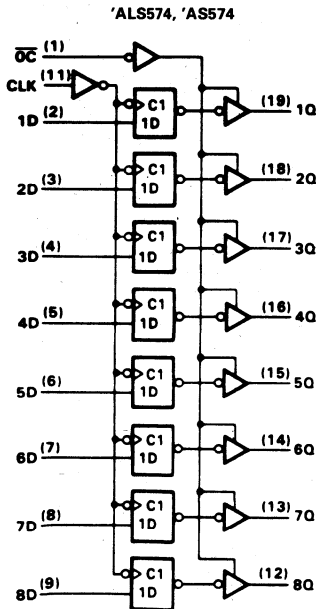 'ALS574, 'AS574
OC (1)
CLK (11)
C1 (19) 1Q
1D (2) 1D
C1 (18) 2Q
2D (3) 1D
C1 (17) 3Q
3D (4) 1D
C1 (16) 4Q
4D (5) 1D
C1 (15) 5Q
5D (6) 1D
C1 (14) 6Q
6D (7) 1D
C1 (13) 7Q
7D (8) 1D
C1 (12) 8Q
8D (9) 1D